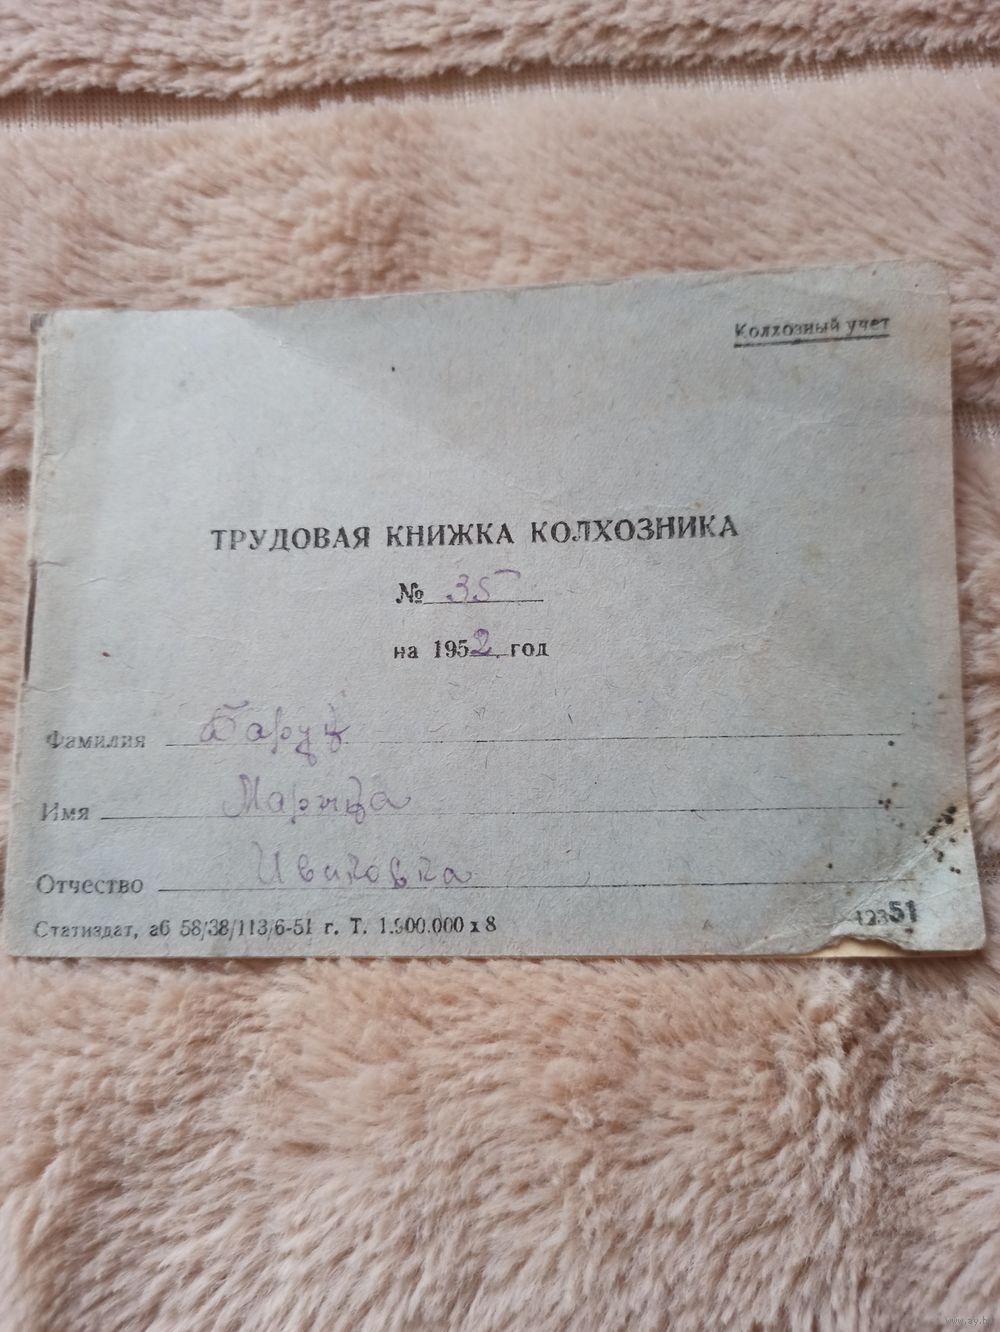 Колхозный учет
ТРУДОВАЯ КНИЖКА КОЛХОЗНИКА
№ 35
на 1952 год
Фамилия
Имя
Отчество Ивановна
Статиздат, аб 58/38/113/6-51 г. Т. 1.900.000 х 8
12351